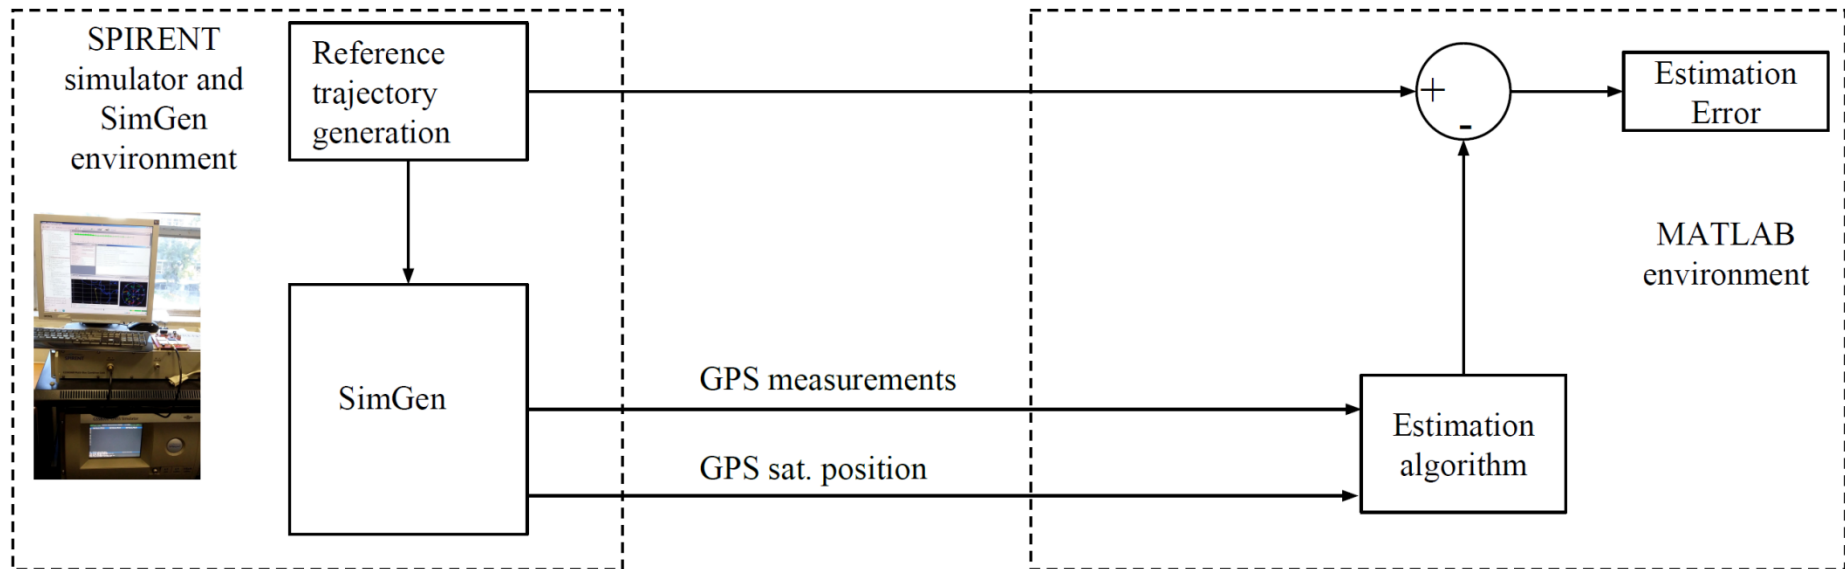 SPIRENT
simulator and
SimGen
environment
Reference
trajectory
generation
+
-
Estimation
Error
MATLAB
environment
SimGen
GPS measurements
GPS sat. position
Estimation
algorithm